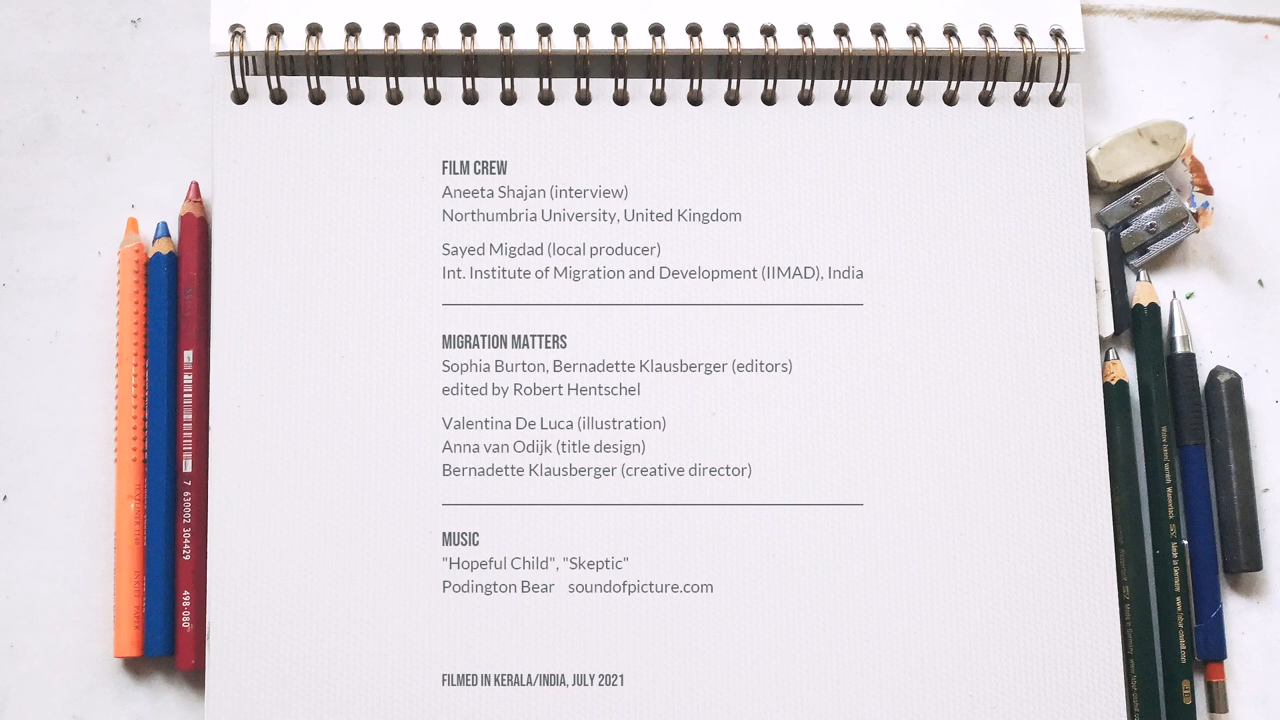 FILM CREW
Aneeta Shajan (interview)
Northumbria University, United Kingdom
Sayed Migdad (local producer)
Int. Institute of Migration and Development (IIMAD), India
MIGRATION MATTERS
Sophia Burton, Bernadette Klausberger (editors)
edited by Robert Hentschel
Valentina De Luca (illustration)
Anna van Odijk (title design)
Bernadette Klausberger (creative director)
MUSIC
"Hopeful Child", "Skeptic"
Podington Bear soundofpicture.com
FILMED IN KERALA/INDIA, JULY 2021
7 630002 304429
498-080
Made in Germany